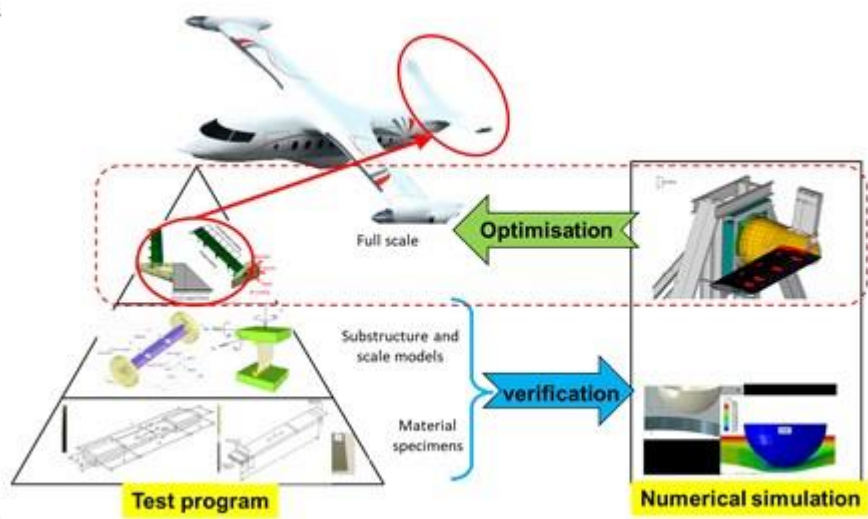 Full scale
Optimisation
Substructure and
scale models
verification
Material
specimens
Test program
Numerical simulation